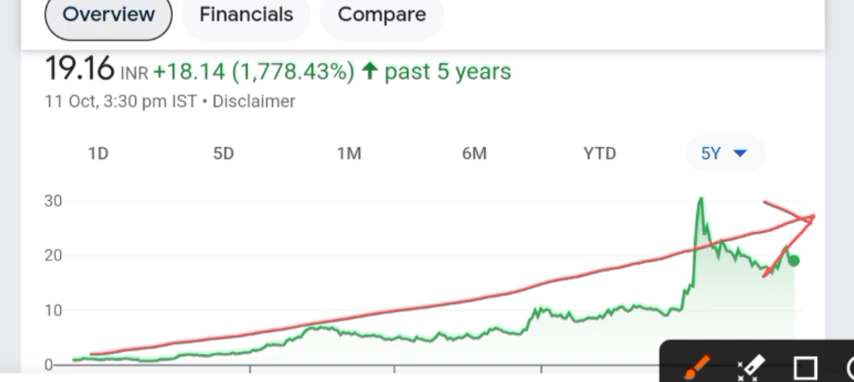 Overview Financials Compare
19.16 INR +18.14 (1,778.43%) ↑ past 5 years
11 Oct, 3:30 pm IST • Disclaimer
1D 5D 1M 6M YTD 5Y
30
20
10
0